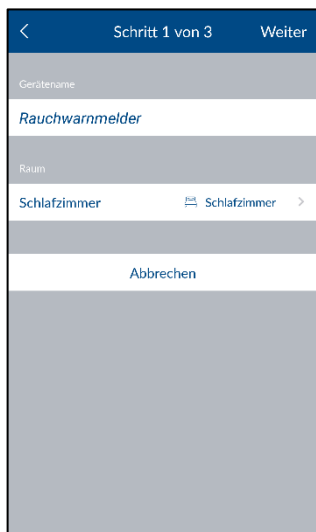 Schritt 1 von 3 Weiter
Gerätename
Rauchwarnmelder
Raum
Schlafzimmer Schlafzimmer
Abbrechen